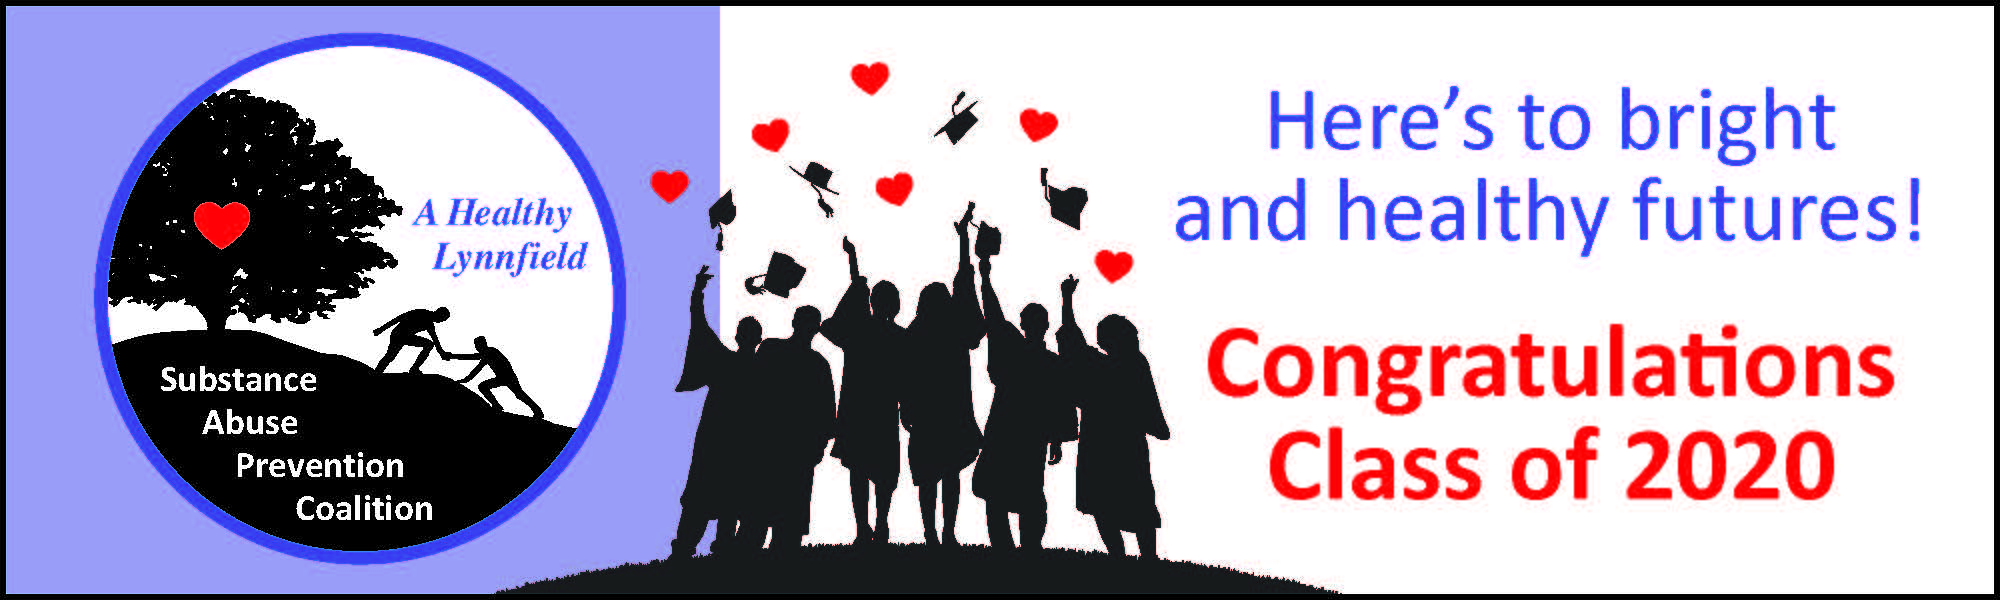 A Healthy
Lynnfield
Substance
Abuse
Prevention
Coalition
Here's to bright
and healthy futures!
Congratulations
Class of 2020